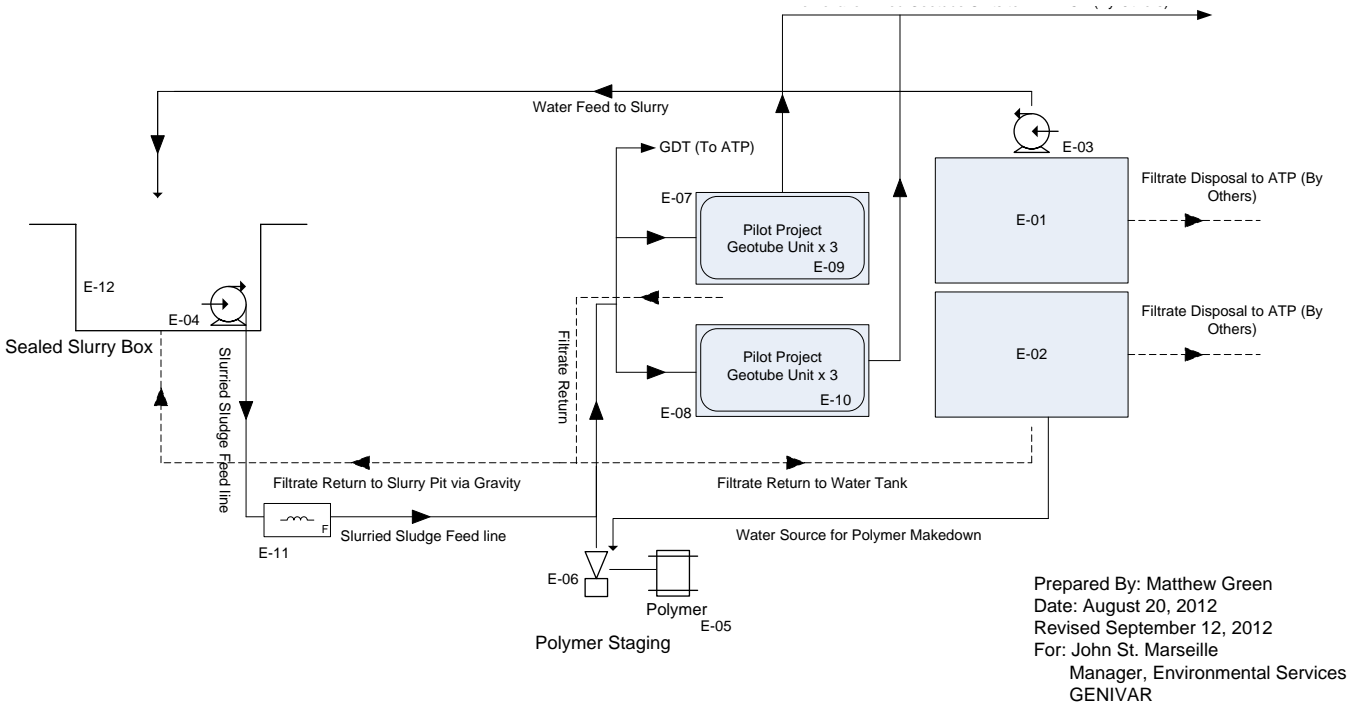 Water Feed to Slurry
GDT (To ATP)
E-03
E-07
Pilot Project
Geotube Unit x 3
E-09
E-01
Filtrate Disposal to ATP (By
Others)
E-12
E-04
Sealed Slurry Box
Slurried Sludge Feed line
Filtrate Return
Pilot Project
Geotube Unit x 3
E-10
E-08
E-02
Filtrate Disposal to ATP (By
Others)
Filtrate Return to Slurry Pit via Gravity
Filtrate Return to Water Tank
F
E-11
Slurried Sludge Feed line
Water Source for Polymer Makedown
E-06
Polymer
E-05
Polymer Staging
Prepared By: Matthew Green
Date: August 20, 2012
Revised September 12, 2012
For: John St. Marseille
Manager, Environmental Services
GENIVAR